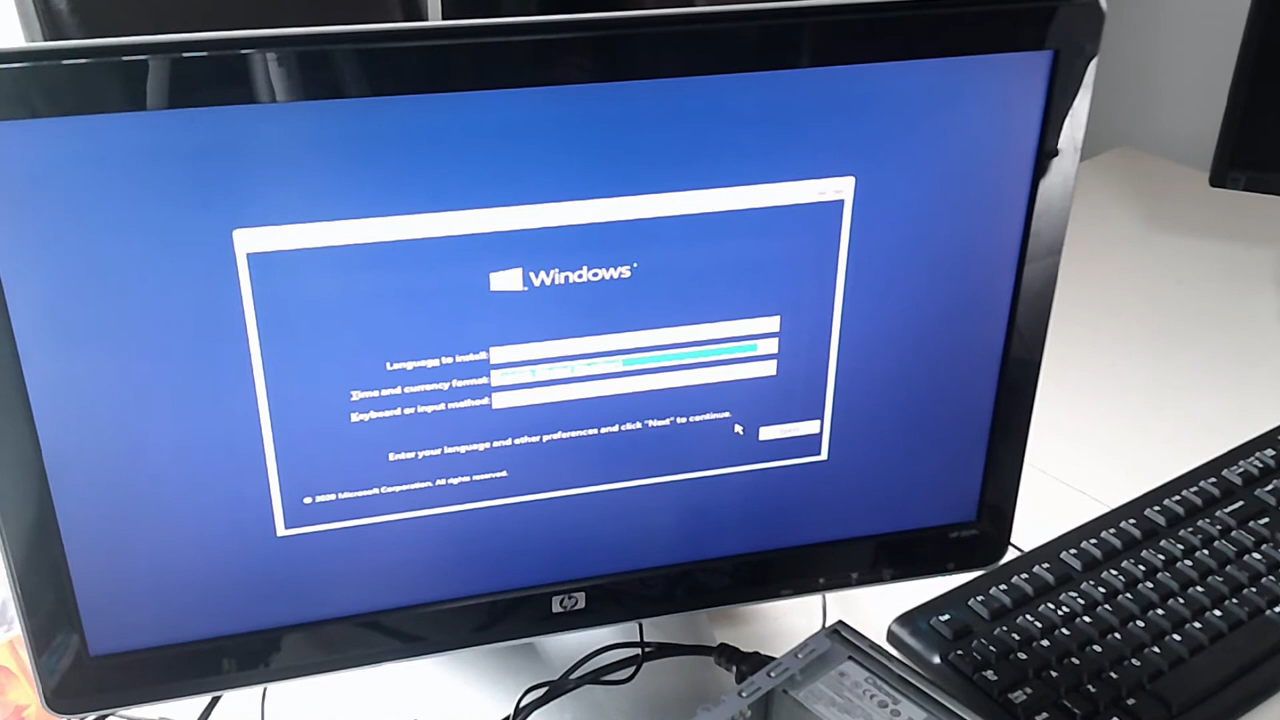 Windows
Language to install:
Time and currency format:
Keyboard or input method:
Enter your language and other preferences and click "Next" to continue.
© 2020 Microsoft Corporation. All rights reserved.
hp